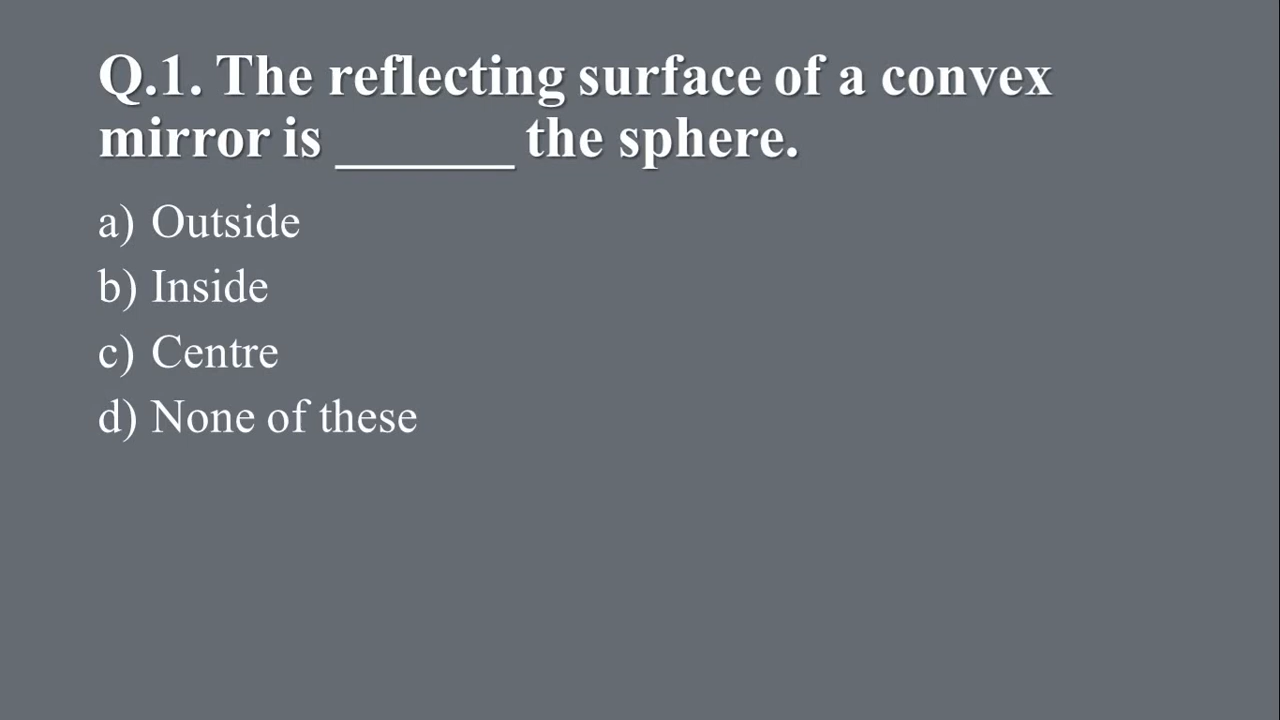 Q.1. The reflecting surface of a convex
mirror is ______ the sphere.
a) Outside
b) Inside
c) Centre
d) None of these